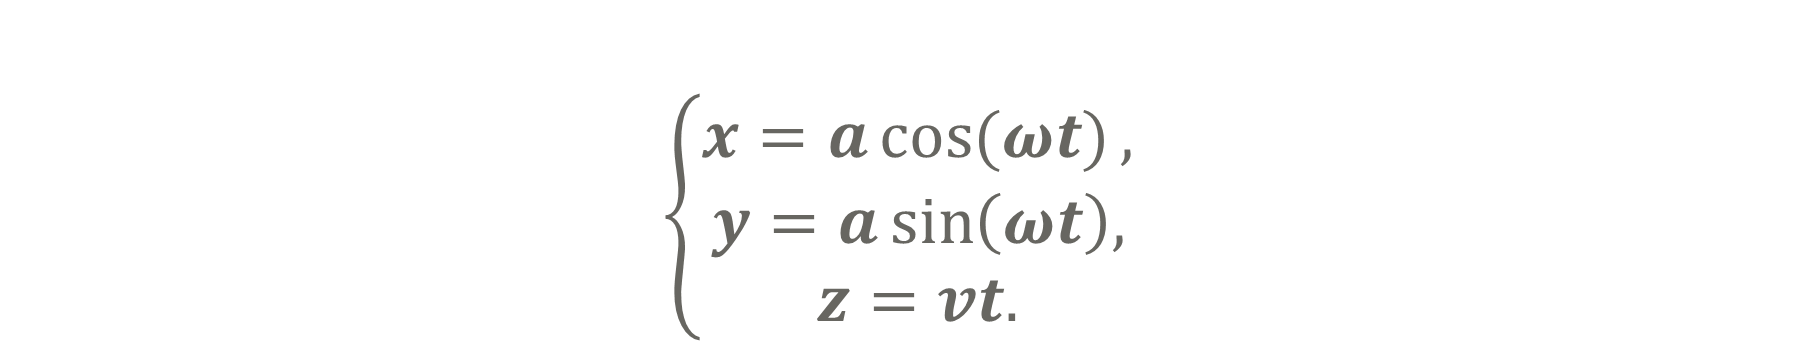 x = a cos(ωt) ,
y = a sin(ωt),
z = vt.